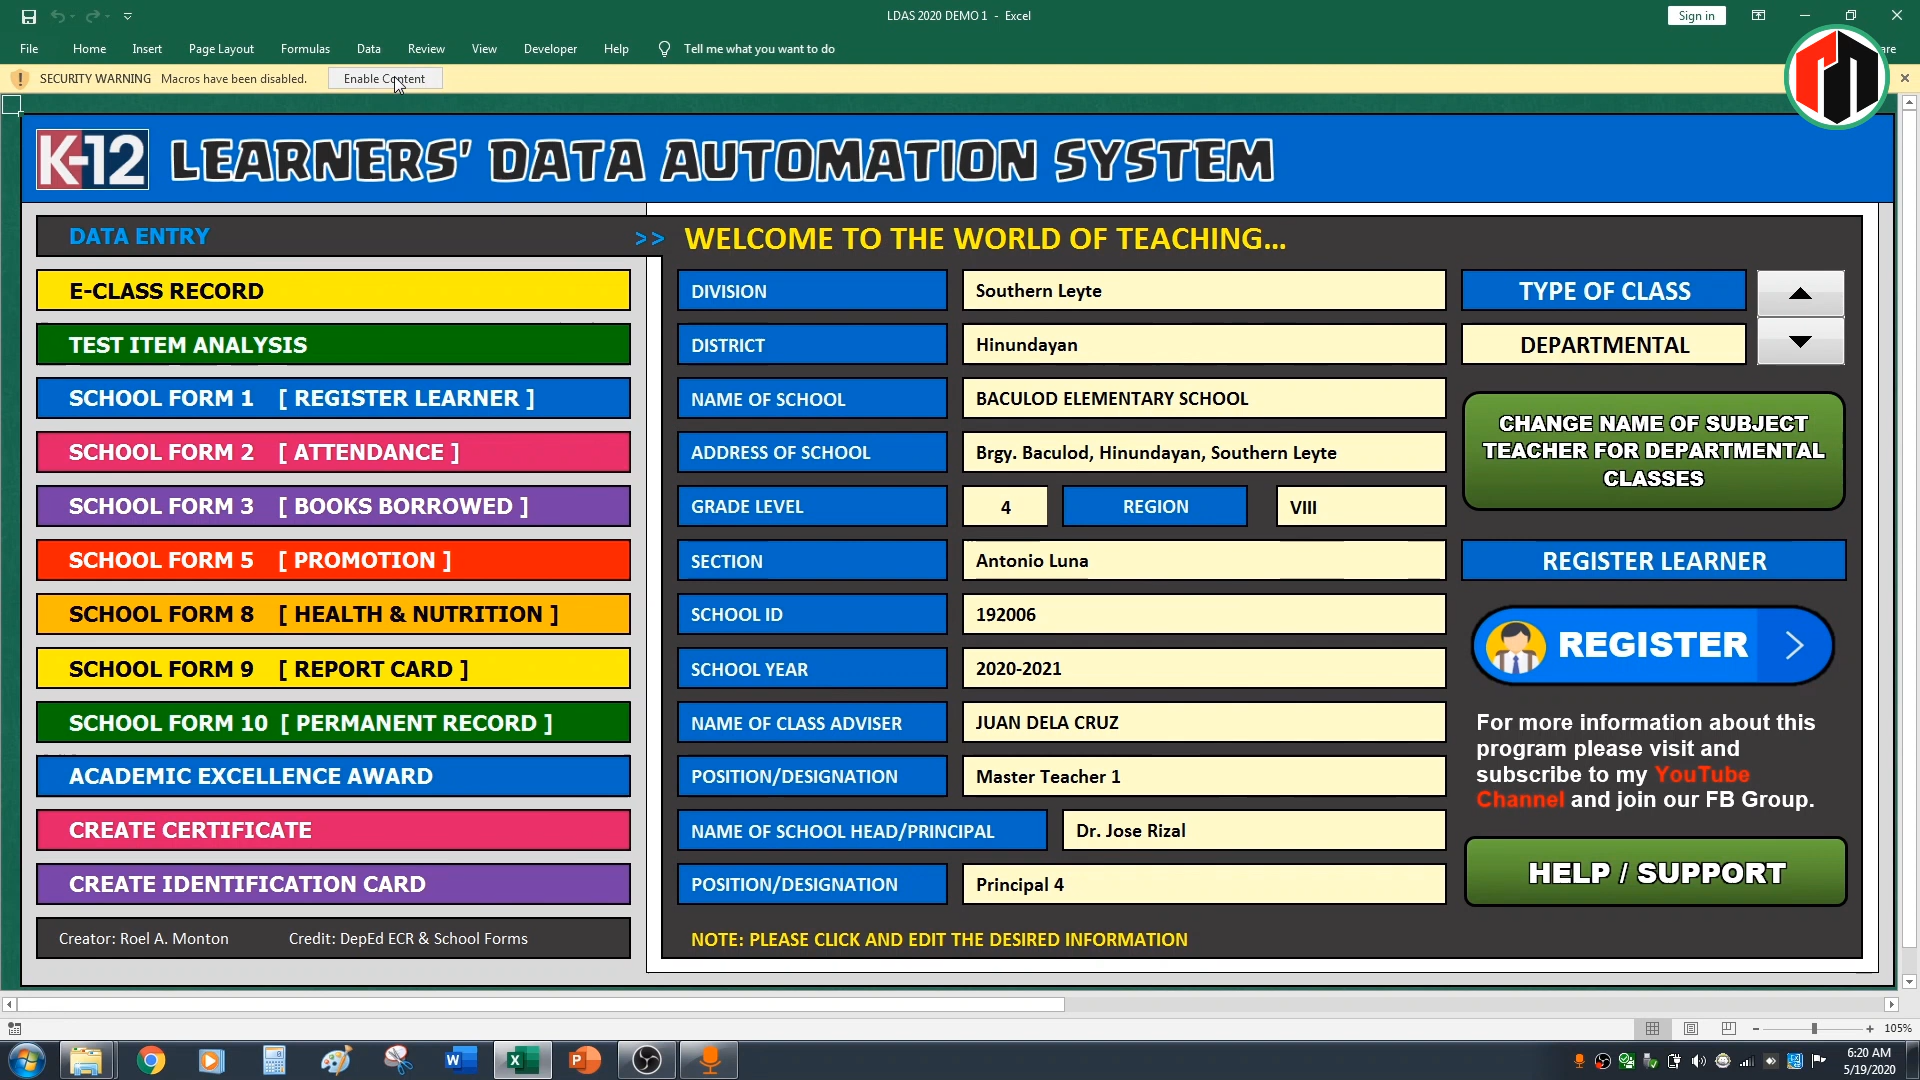 LDAS 2020 DEMO 1 - Excel
Sign in
File Home Insert Page Layout Formulas Data Review View Developer Help Tell me what you want to do
SECURITY WARNING Macros have been disabled. Enable Content
K-12 LEARNERS' DATA AUTOMATION SYSTEM
DATA ENTRY >>
E-CLASS RECORD
TEST ITEM ANALYSIS
SCHOOL FORM 1 [ REGISTER LEARNER ]
SCHOOL FORM 2 [ ATTENDANCE ]
SCHOOL FORM 3 [ BOOKS BORROWED ]
SCHOOL FORM 5 [ PROMOTION ]
SCHOOL FORM 8 [ HEALTH & NUTRITION ]
SCHOOL FORM 9 [ REPORT CARD ]
SCHOOL FORM 10 [ PERMANENT RECORD ]
ACADEMIC EXCELLENCE AWARD
CREATE CERTIFICATE
CREATE IDENTIFICATION CARD
Creator: Roel A. Monton Credit: DepEd ECR & School Forms
WELCOME TO THE WORLD OF TEACHING...
DIVISION Southern Leyte
DISTRICT Hinundayan
NAME OF SCHOOL BACULOD ELEMENTARY SCHOOL
ADDRESS OF SCHOOL Brgy. Baculod, Hinundayan, Southern Leyte
GRADE LEVEL 4 REGION VIII
SECTION Antonio Luna
SCHOOL ID 192006
SCHOOL YEAR 2020-2021
NAME OF CLASS ADVISER JUAN DELA CRUZ
POSITION/DESIGNATION Master Teacher 1
NAME OF SCHOOL HEAD/PRINCIPAL Dr. Jose Rizal
POSITION/DESIGNATION Principal 4
NOTE: PLEASE CLICK AND EDIT THE DESIRED INFORMATION
TYPE OF CLASS
DEPARTMENTAL
CHANGE NAME OF SUBJECT
TEACHER FOR DEPARTMENTAL
CLASSES
REGISTER LEARNER
REGISTER
For more information about this
program please visit and
subscribe to my YouTube
Channel and join our FB Group.
HELP / SUPPORT
105%
6:20 AM
5/19/2020